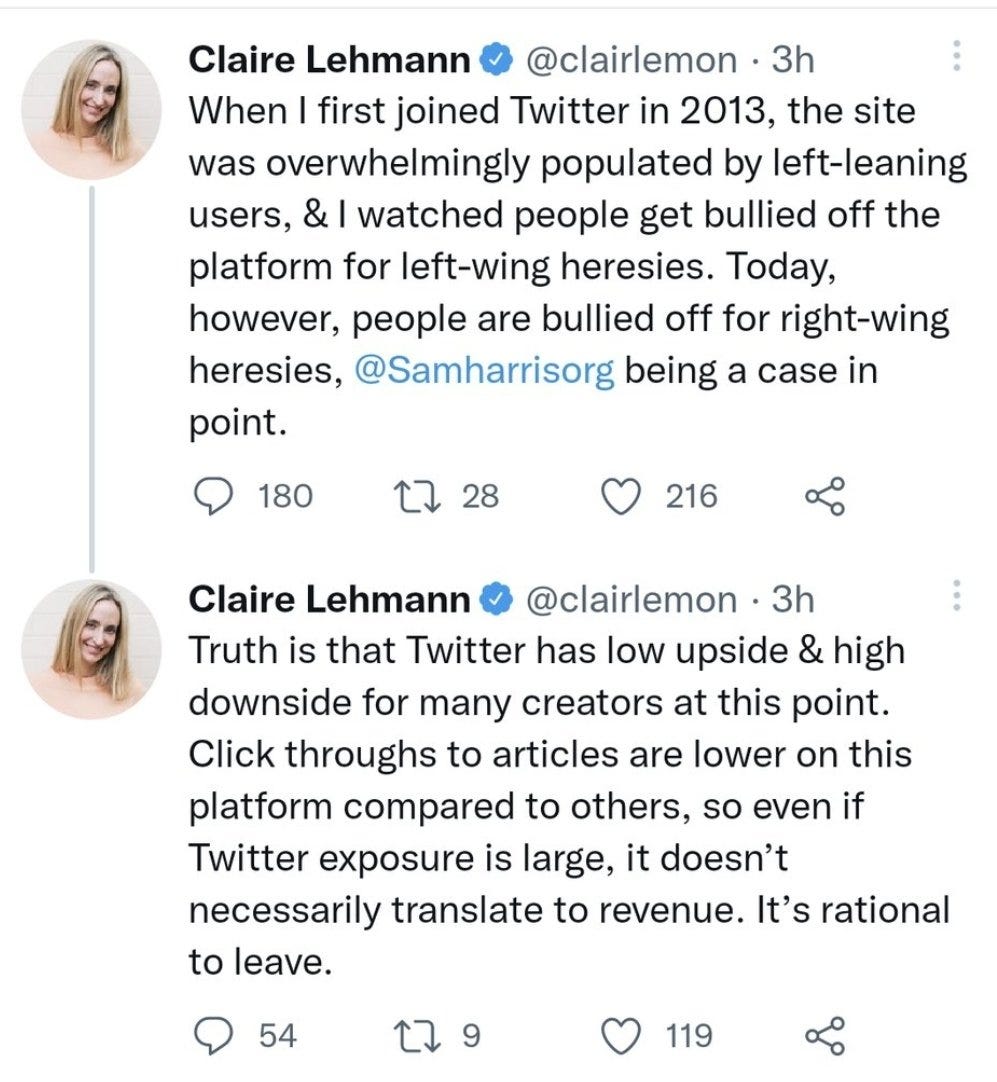 Claire Lehmann @clairlemon · 3h
When I first joined Twitter in 2013, the site
was overwhelmingly populated by left-leaning
users, & I watched people get bullied off the
platform for left-wing heresies. Today,
however, people are bullied off for right-wing
heresies, @Samharrisorg being a case in
point.
180 28 216
Claire Lehmann @clairlemon · 3h
Truth is that Twitter has low upside & high
downside for many creators at this point.
Click throughs to articles are lower on this
platform compared to others, so even if
Twitter exposure is large, it doesn’t
necessarily translate to revenue. It’s rational
to leave.
54 9 119